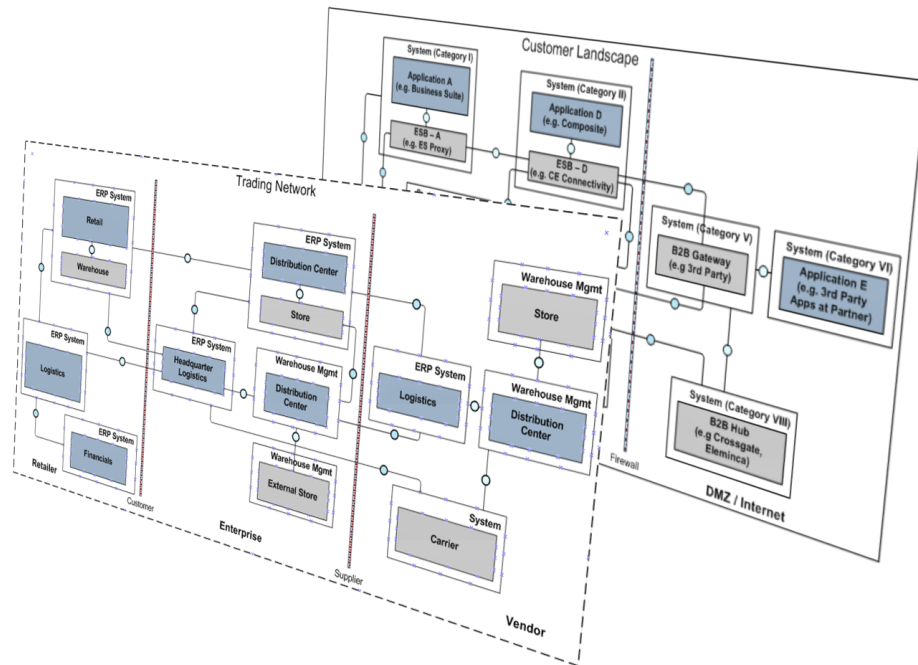 Customer Landscape
System (Category I)
Application A
(e.g. Business Suite)
ESB – A
(e.g. ES Proxy)
System (Category II)
Application D
(e.g. Composite)
ESB – D
(e.g. CE Connectivity)
System (Category V)
B2B Gateway
(e.g 3rd Party)
System (Category VI)
Application E
(e.g. 3rd Party
Apps at Partner)
System (Category VIII)
B2B Hub
(e.g Crossgate,
Eleminca)
Firewall
DMZ / Internet
Trading Network
ERP System
Retail
Warehouse
ERP System
Logistics
ERP System
Financials
Retailer
Customer
ERP System
Distribution Center
Store
ERP System
Headquarter
Logistics
Warehouse Mgmt
Distribution
Center
Warehouse Mgmt
External Store
Enterprise
Supplier
ERP System
Logistics
Warehouse Mgmt
Store
Warehouse Mgmt
Distribution
Center
System
Carrier
Vendor